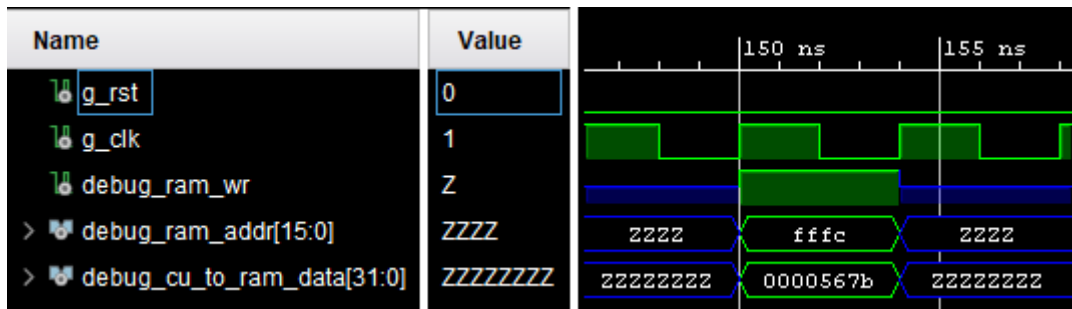 Name Value 150 ns 155 ns
g_rst 0
g_clk 1
debug_ram_wr Z
> debug_ram_addr[15:0] ZZZZ ZZZZ fffc ZZZZ
> debug_cu_to_ram_data[31:0] ZZZZZZZZ ZZZZZZZZ 0000567b ZZZZZZZZ